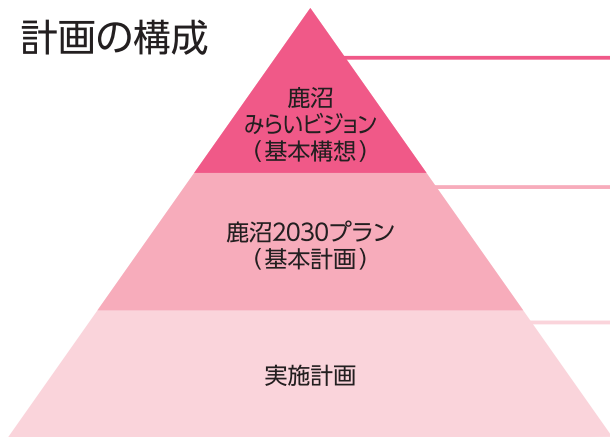 計画の構成
鹿沼
みらいビジョン
（基本構想）
鹿沼2030プラン
（基本計画）
実施計画